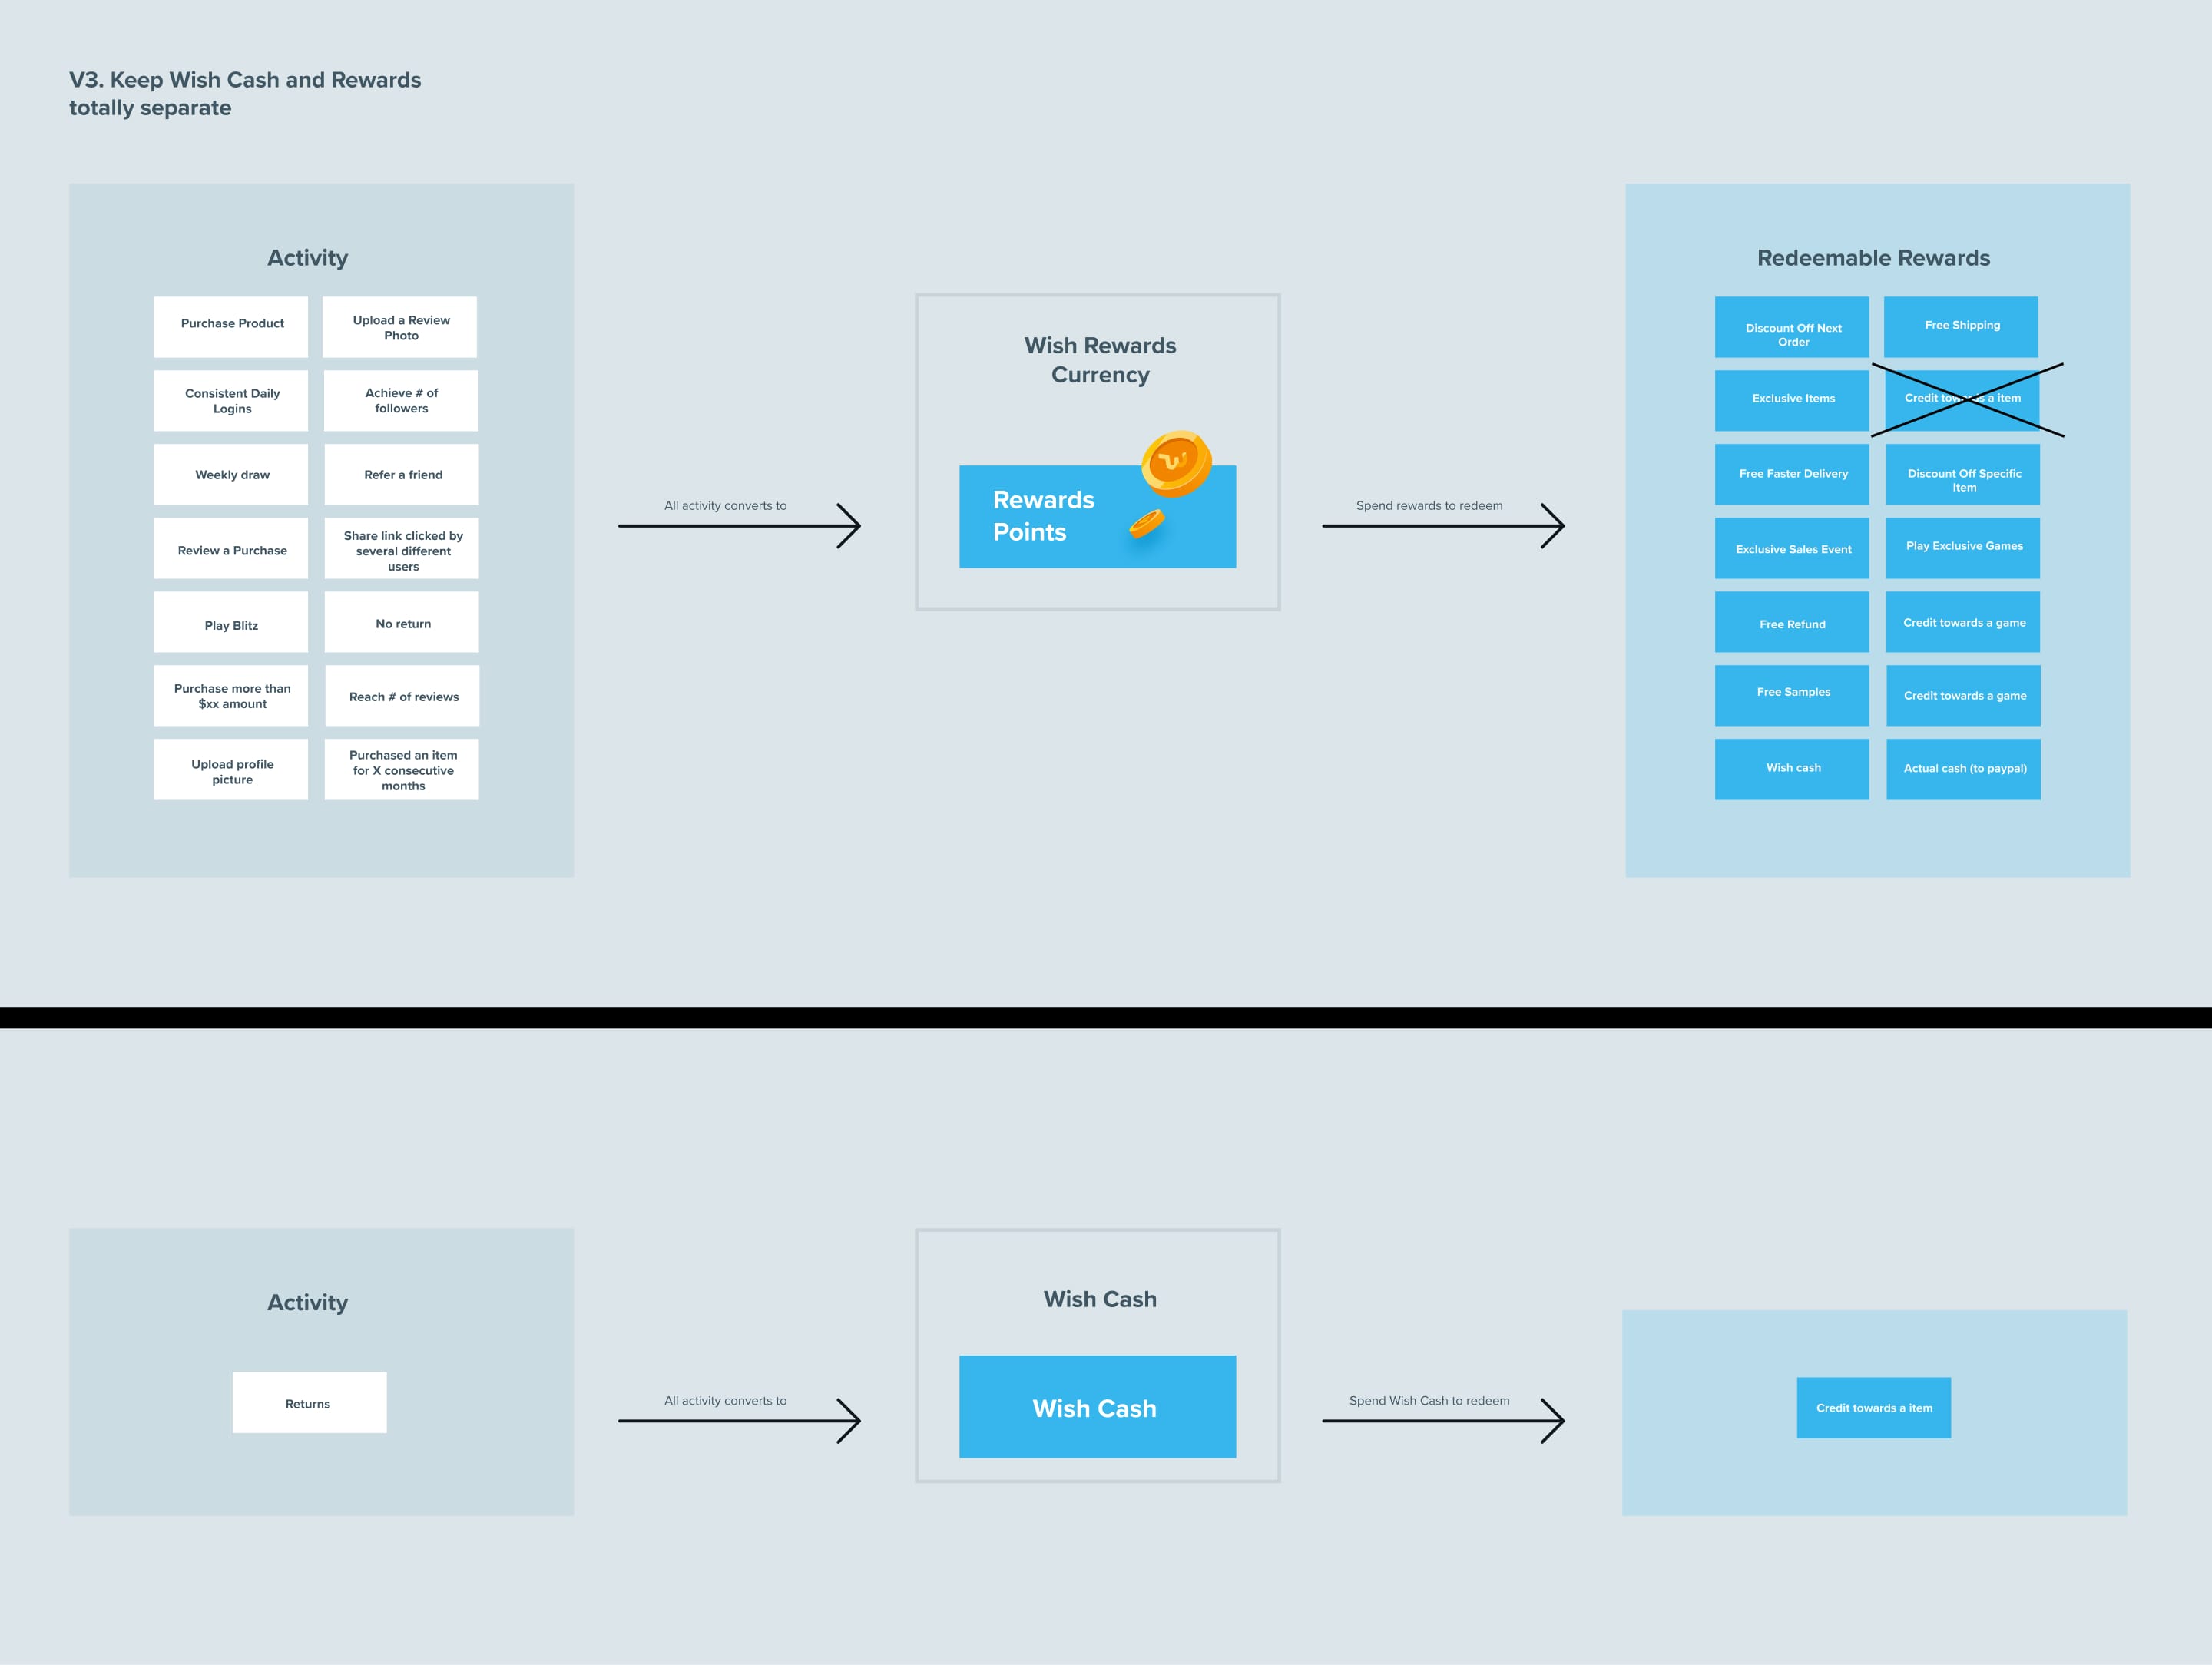 V3. Keep Wish Cash and Rewards
totally separate
Activity
Purchase Product
Upload a Review
Photo
Consistent Daily
Logins
Achieve # of
followers
Weekly draw
Refer a friend
Review a Purchase
Share link clicked by
several different
users
Play Blitz
No return
Purchase more than
$xx amount
Reach # of reviews
Upload profile
picture
Purchased an item
for X consecutive
months
All activity converts to
Wish Rewards
Currency
Rewards
Points
Spend rewards to redeem
Redeemable Rewards
Discount Off Next
Order
Free Shipping
Exclusive Items
Credit towards a item
Free Faster Delivery
Discount Off Specific
Item
Exclusive Sales Event
Play Exclusive Games
Free Refund
Credit towards a game
Free Samples
Credit towards a game
Wish cash
Actual cash (to paypal)
Activity
Returns
All activity converts to
Wish Cash
Wish Cash
Spend Wish Cash to redeem
Credit towards a item